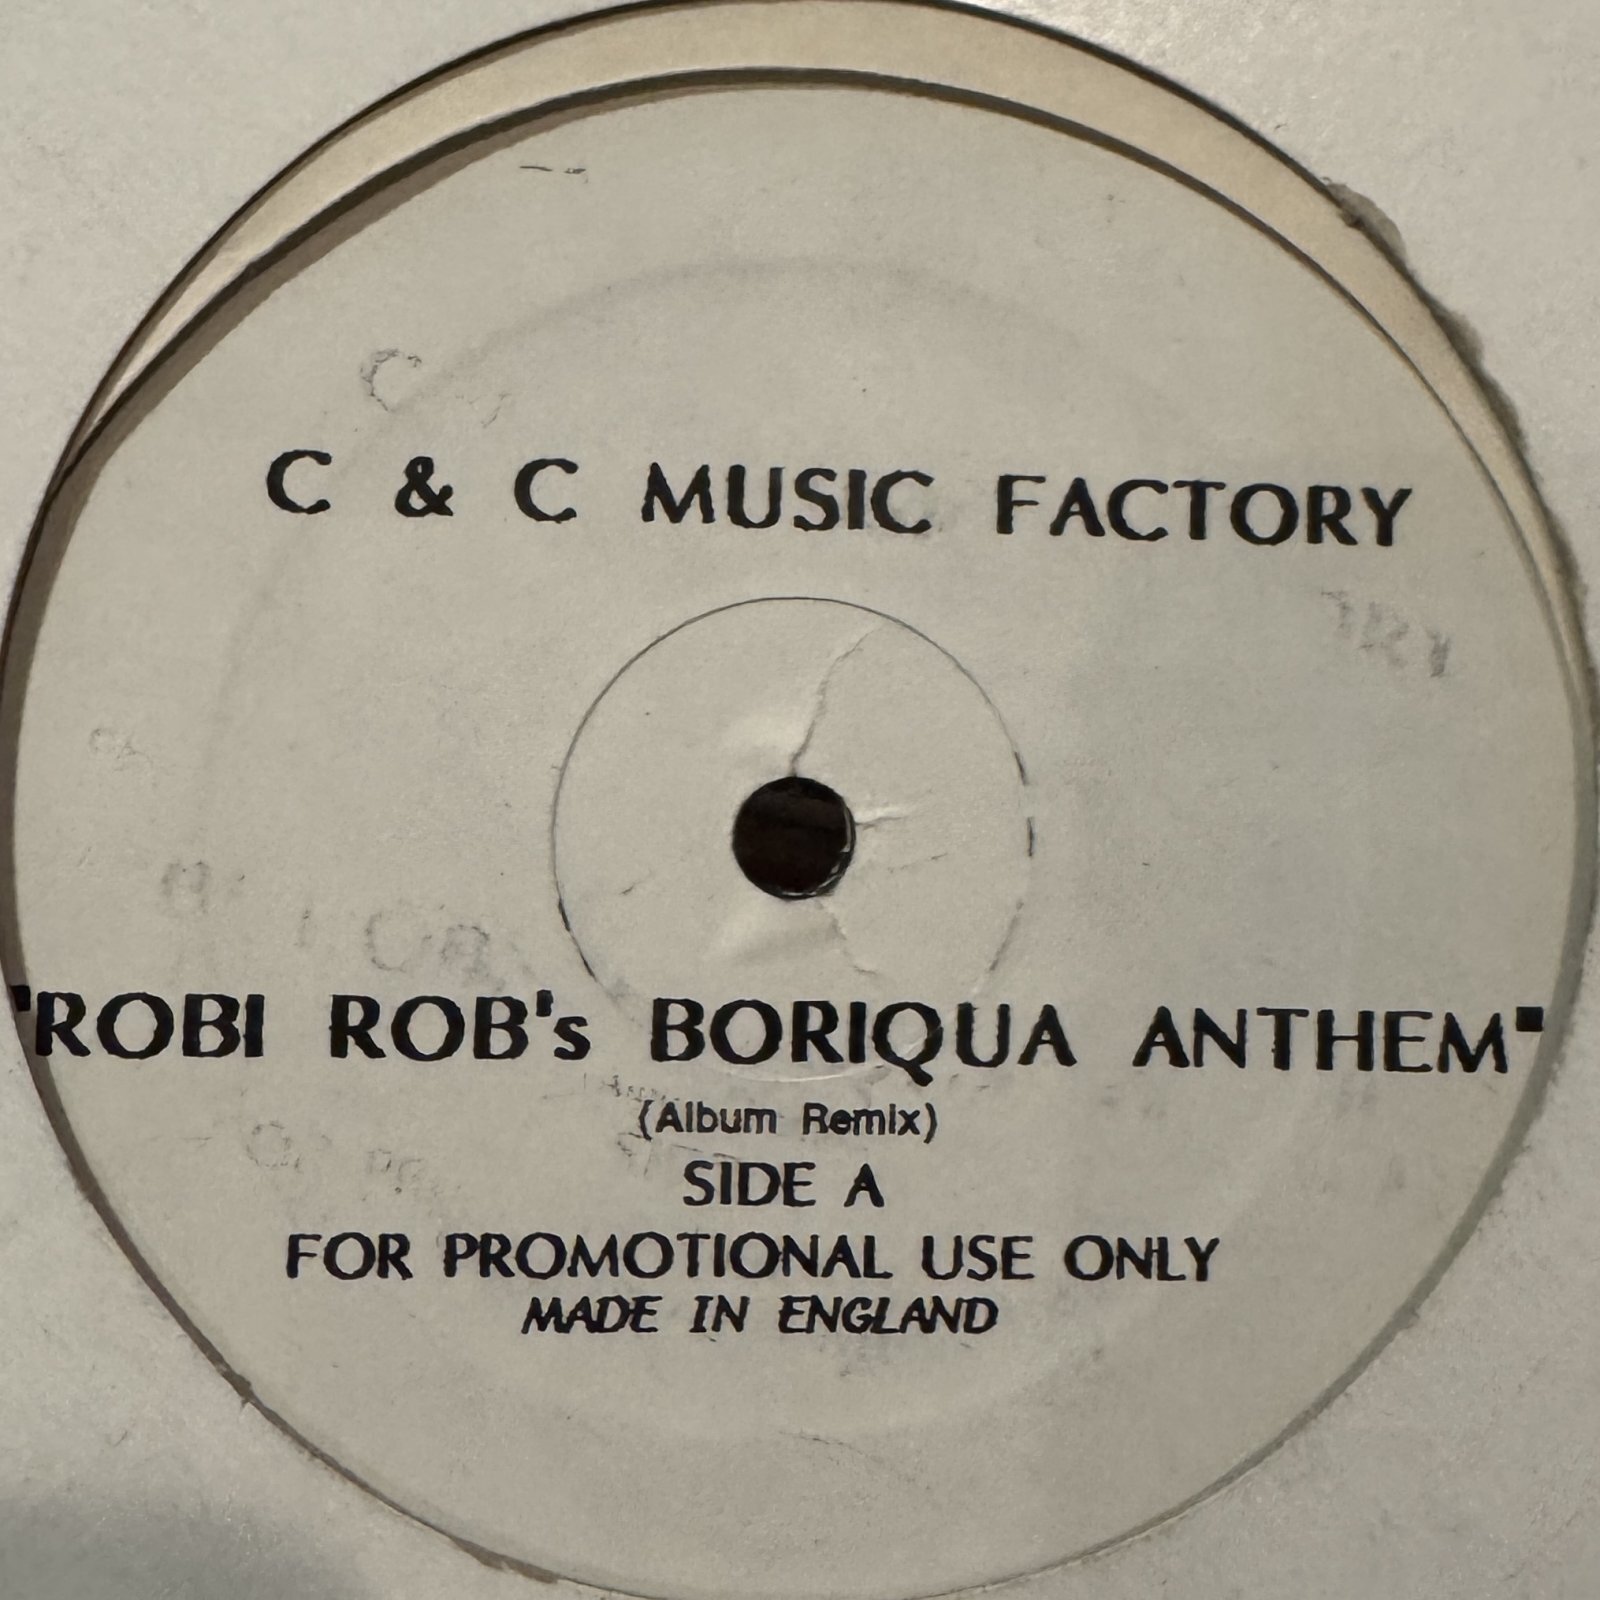 C & C MUSIC FACTORY
"ROBI ROB's BORIQUA ANTHEM"
(Album Remix)
SIDE A
FOR PROMOTIONAL USE ONLY
MADE IN ENGLAND